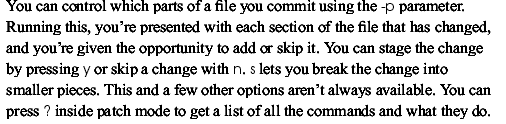 You can control which parts of a file you commit using the -p parameter.
Running this, you’re presented with each section of the file that has changed,
and you’re given the opportunity to add or skip it. You can stage the change
by pressing y or skip a change with n. s lets you break the change into
smaller pieces. This and a few other options aren’t always available. You can
press ? inside patch mode to get a list of all the commands and what they do.